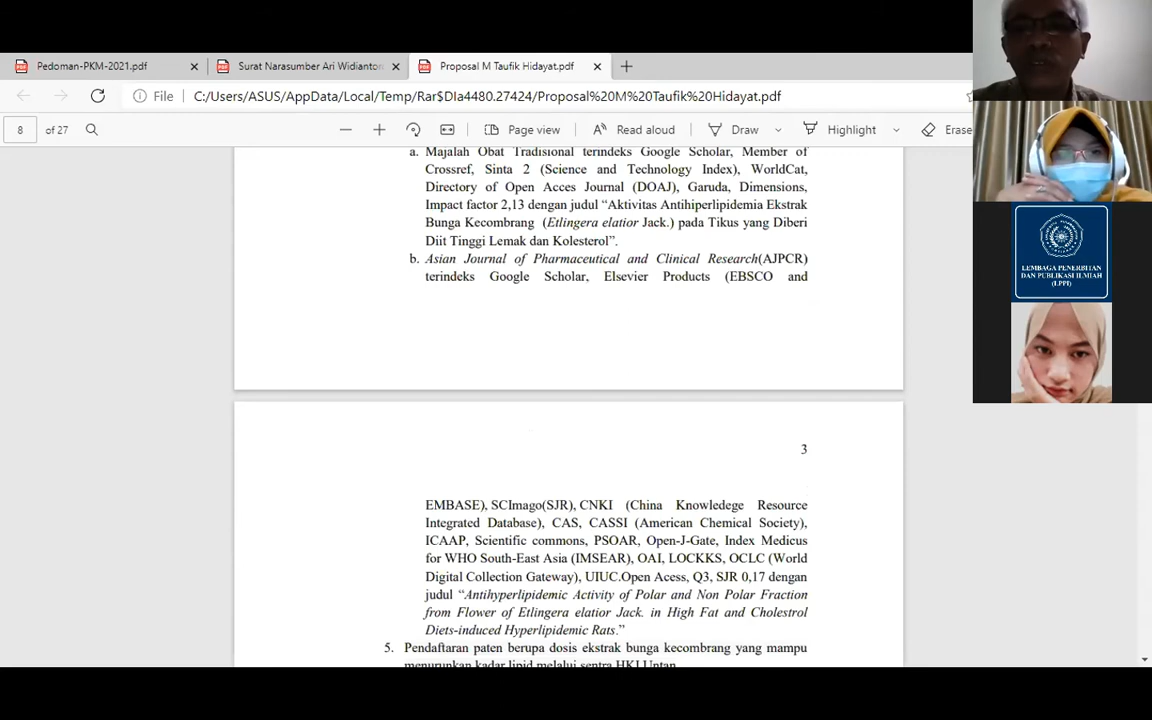 Pedoman-PKM-2021.pdf
Surat Narasumber Ari Widianto
Proposal M Taufik Hidayat.pdf
File
C:/Users/ASUS/AppData/Local/Temp/Rar$DIa4480.27424/Proposal%20M%20Taufik%20Hidayat.pdf
8 of 27
Page view
Read aloud
Draw
Highlight
Erase
a. Majalah Obat Tradisional terindeks Google Scholar, Member of
Crossref, Sinta 2 (Science and Technology Index), WorldCat,
Directory of Open Acces Journal (DOAJ), Garuda, Dimensions,
Impact factor 2,13 dengan judul “Aktivitas Antihiperlipidemia Ekstrak
Bunga Kecombrang (Etlingera elatior Jack.) pada Tikus yang Diberi
Diit Tinggi Lemak dan Kolesterol”.
b. Asian Journal of Pharmaceutical and Clinical Research(AJPCR)
terindeks Google Scholar, Elsevier Products (EBSCO and
3
EMBASE), SCImago(SJR), CNKI (China Knowledege Resource
Integrated Database), CAS, CASSI (American Chemical Society),
ICAAP, Scientific commons, PSOAR, Open-J-Gate, Index Medicus
for WHO South-East Asia (IMSEAR), OAI, LOCKKS, OCLC (World
Digital Collection Gateway), UIUC.Open Acess, Q3, SJR 0,17 dengan
judul “Antihyperlipidemic Activity of Polar and Non Polar Fraction
from Flower of Etlingera elatior Jack. in High Fat and Cholestrol
Diets-induced Hyperlipidemic Rats.”
5. Pendaftaran paten berupa dosis ekstrak bunga kecombrang yang mampu
menurunkan kadar lipid melalui sentra HKI Untan.
LEMBAGA PENERBITAN
DAN PUBLIKASI ILMIAH
(LPPI)